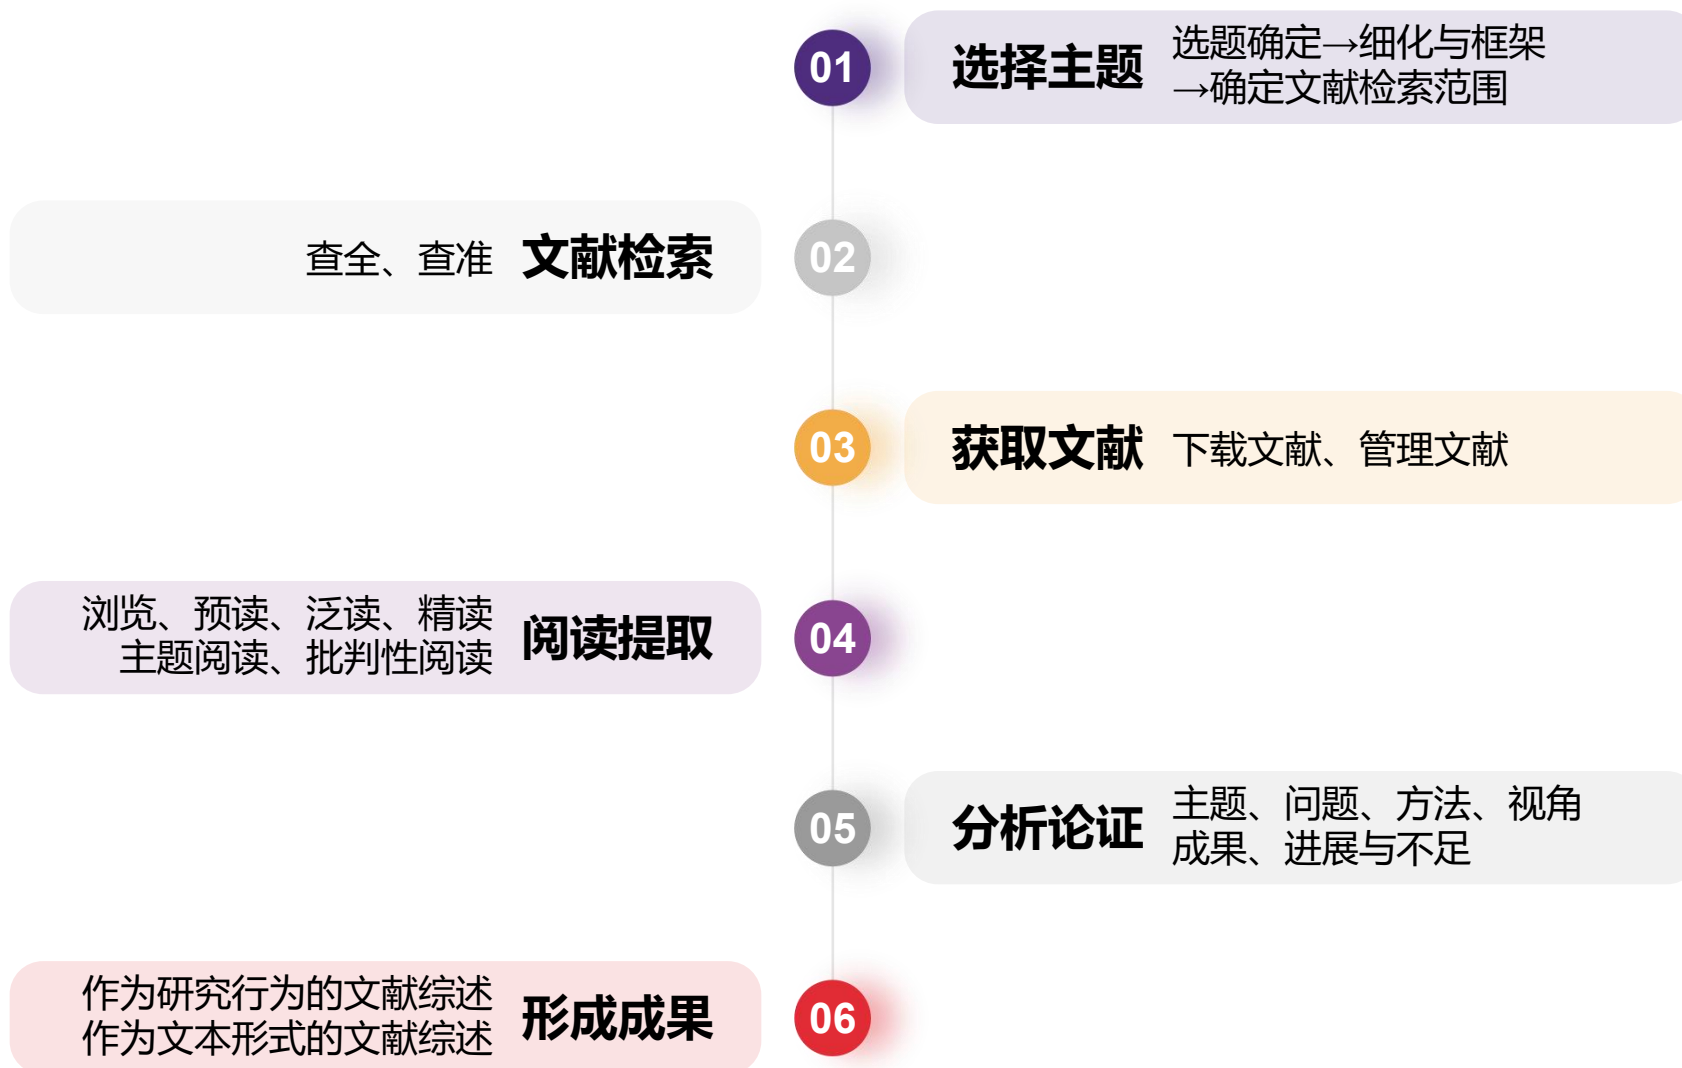 01
选择主题
选题确定→细化与框架
→确定文献检索范围
查全、查准
文献检索
02
03
获取文献
下载文献、管理文献
浏览、预读、泛读、精读
主题阅读、批判性阅读
阅读提取
04
05
分析论证
主题、问题、方法、视角
成果、进展与不足
作为研究行为的文献综述
作为文本形式的文献综述
形成成果
06